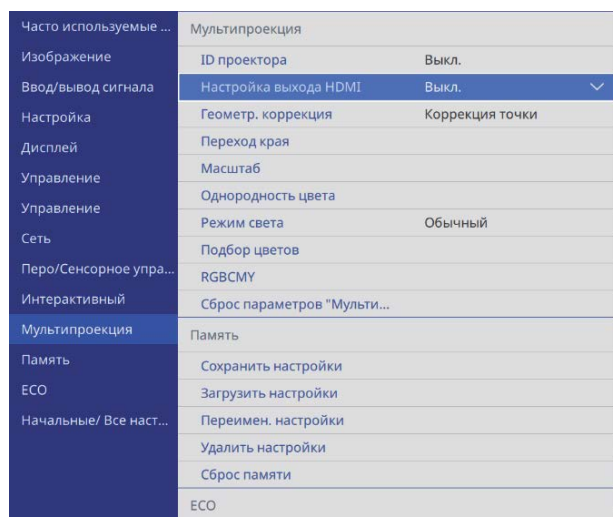 Часто используемые ...
Изображение
Ввод/вывод сигнала
Настройка
Дисплей
Управление
Управление
Сеть
Перо/Сенсорное упра...
Интерактивный
Мультипроекция
Память
ECO
Начальные/ Все наст...
Мультипроекция
ID проектора Выкл.
Настройка выхода HDMI Выкл.
Геометр. коррекция Коррекция точки
Переход края
Масштаб
Однородность цвета
Режим света Обычный
Подбор цветов
RGBCMY
Сброс параметров "Мульти...
Память
Сохранить настройки
Загрузить настройки
Переимен. настройки
Удалить настройки
Сброс памяти
ECO